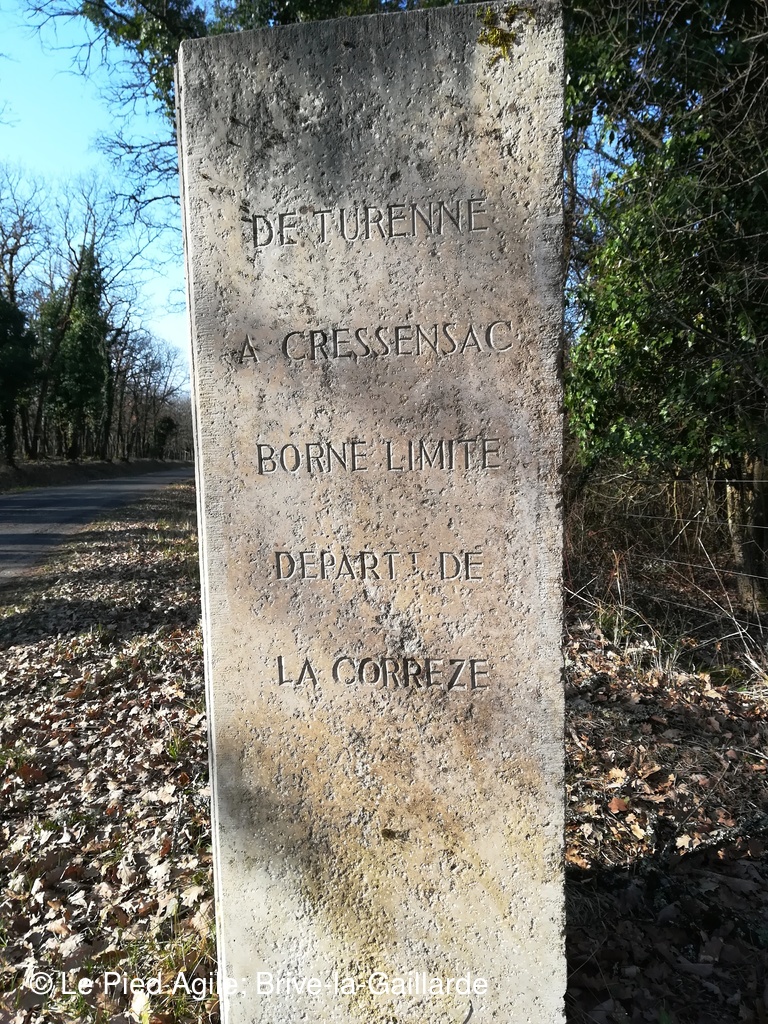 DE TURENNE
A CRESSENSAC
BORNE LIMITE
DEPART T DE
LA CORREZE
© Le Pied Agile: Brive-la-Gaillarde